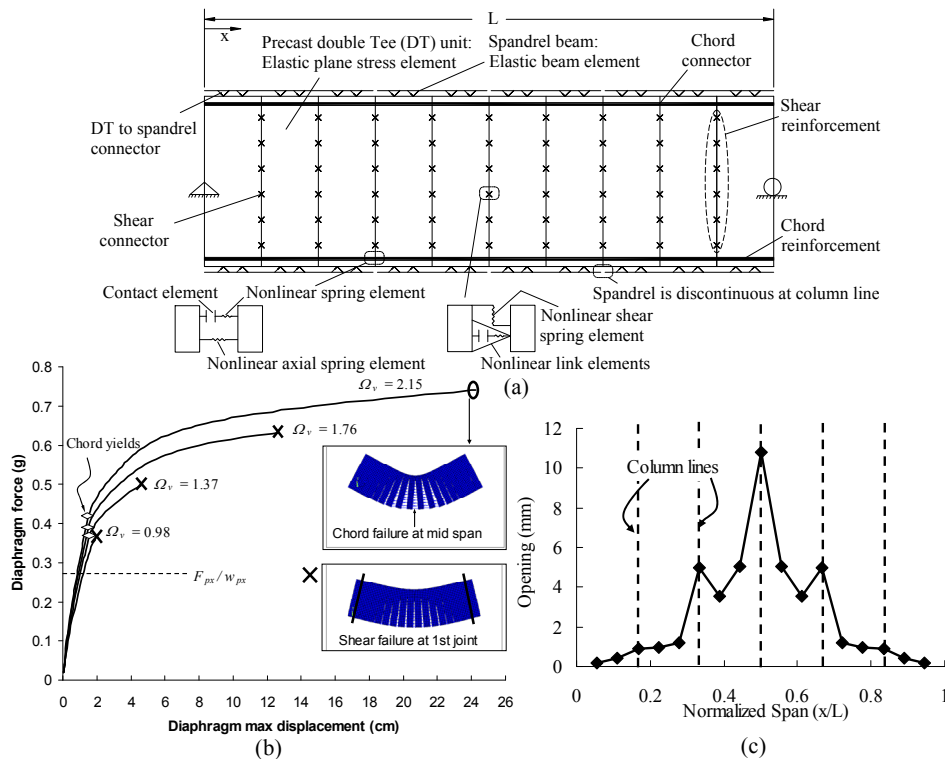 L
x
Precast double Tee (DT) unit:
Elastic plane stress element
Spandrel beam:
Elastic beam element
Chord
connector
DT to spandrel
connector
Shear
reinforcement
Shear
connector
Chord
reinforcement
Contact element
Nonlinear spring element
Spandrel is discontinuous at column line
Nonlinear axial spring element
Nonlinear shear
spring element
Nonlinear link elements
(a)
0.8
0.7
0.6
0.5
0.4
0.3
0.2
0.1
0
Diaphragm force (g)
Ωv = 2.15
Ωv = 1.76
Ωv = 1.37
Ωv = 0.98
Chord yields
Fpx/wpx
Chord failure at mid span
Shear failure at 1st joint
0 2 4 6 8 10 12 14 16 18 20 22 24 26
Diaphragm max displacement (cm)
(b)
12
10
8
6
4
2
0
Opening (mm)
Column lines
0 0.2 0.4 0.6 0.8 1
Normalized Span (x/L)
(c)